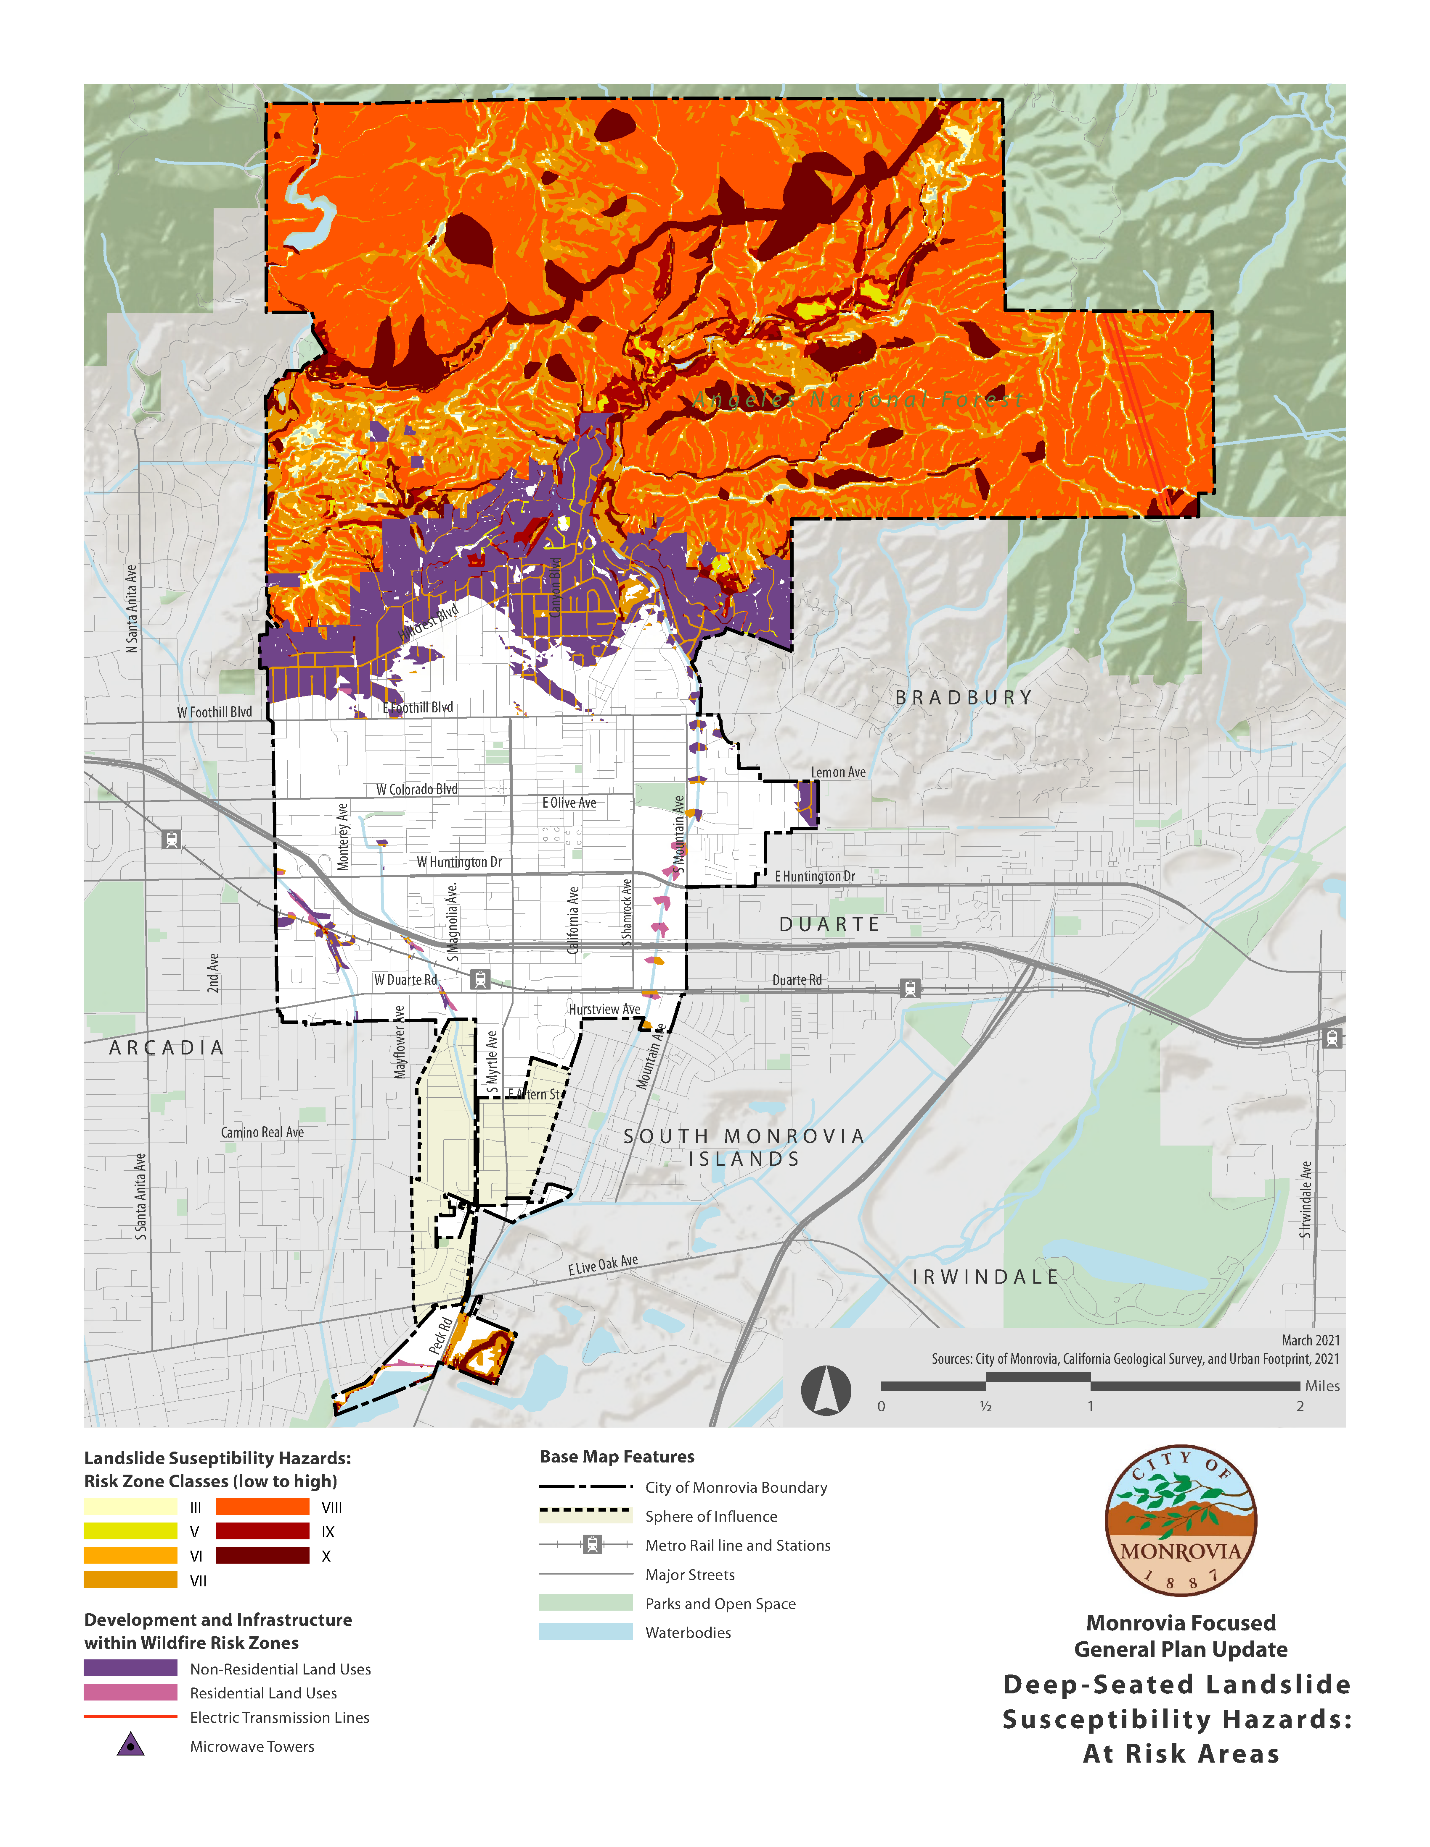 Angeles National Forest
N Santa Anita Ave
Canyon Blvd
Hillcrest Blvd
BRADBURY
W Foothill Blvd
E Foothill Blvd
Lemon Ave
W Colorado Blvd
E Olive Ave
Monterey Ave
S Mountain Ave
W Huntington Dr
E Huntington Dr
S Magnolia Ave.
California Ave
S Shamrock Ave
DUARTE
2nd Ave
W Duarte Rd
Duarte Rd
Hurstview Ave
ARCADIA
Mayflower Ave
S Myrtle Ave
Mountain Ave
E Altern St
Camino Real Ave
SOUTH MONROVIA
ISLANDS
S Santa Anita Ave
S Irwindale Ave
E Live Oak Ave
IRWINDALE
Peck Rd
March 2021
Sources: City of Monrovia, California Geological Survey, and Urban Footprint, 2021
Miles
0 ½ 1 2
Landslide Suseptibility Hazards:
Risk Zone Classes (low to high)
III VIII
V IX
VI X
VII
Development and Infrastructure
within Wildfire Risk Zones
Non-Residential Land Uses
Residential Land Uses
Electric Transmission Lines
Microwave Towers
Base Map Features
City of Monrovia Boundary
Sphere of Influence
Metro Rail line and Stations
Major Streets
Parks and Open Space
Waterbodies
CITY OF
MONROVIA
1887
Monrovia Focused
General Plan Update
Deep-Seated Landslide
Susceptibility Hazards:
At Risk Areas